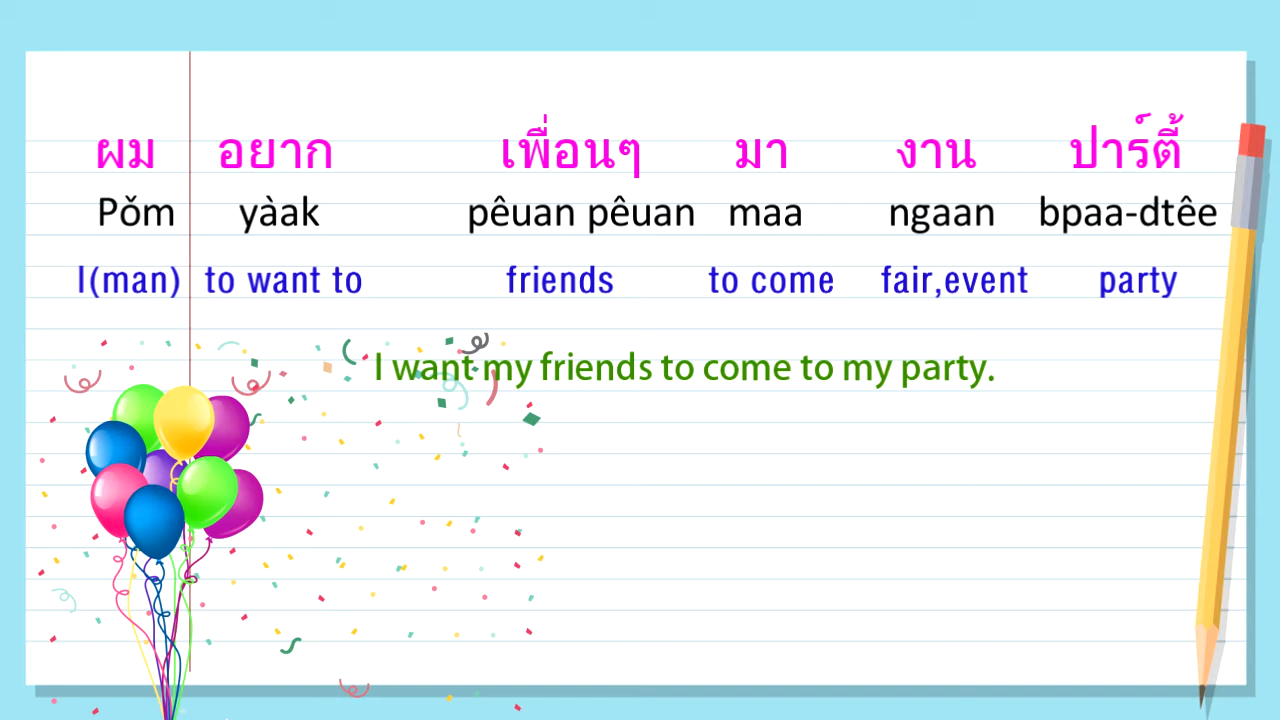 ผม อยาก เพื่อนๆ มา งาน ปาร์ตี้
Pǒm yàak pêuan pêuan maa ngaan bpaa-dtêe
I(man) to want to friends to come fair,event party
I want my friends to come to my party.